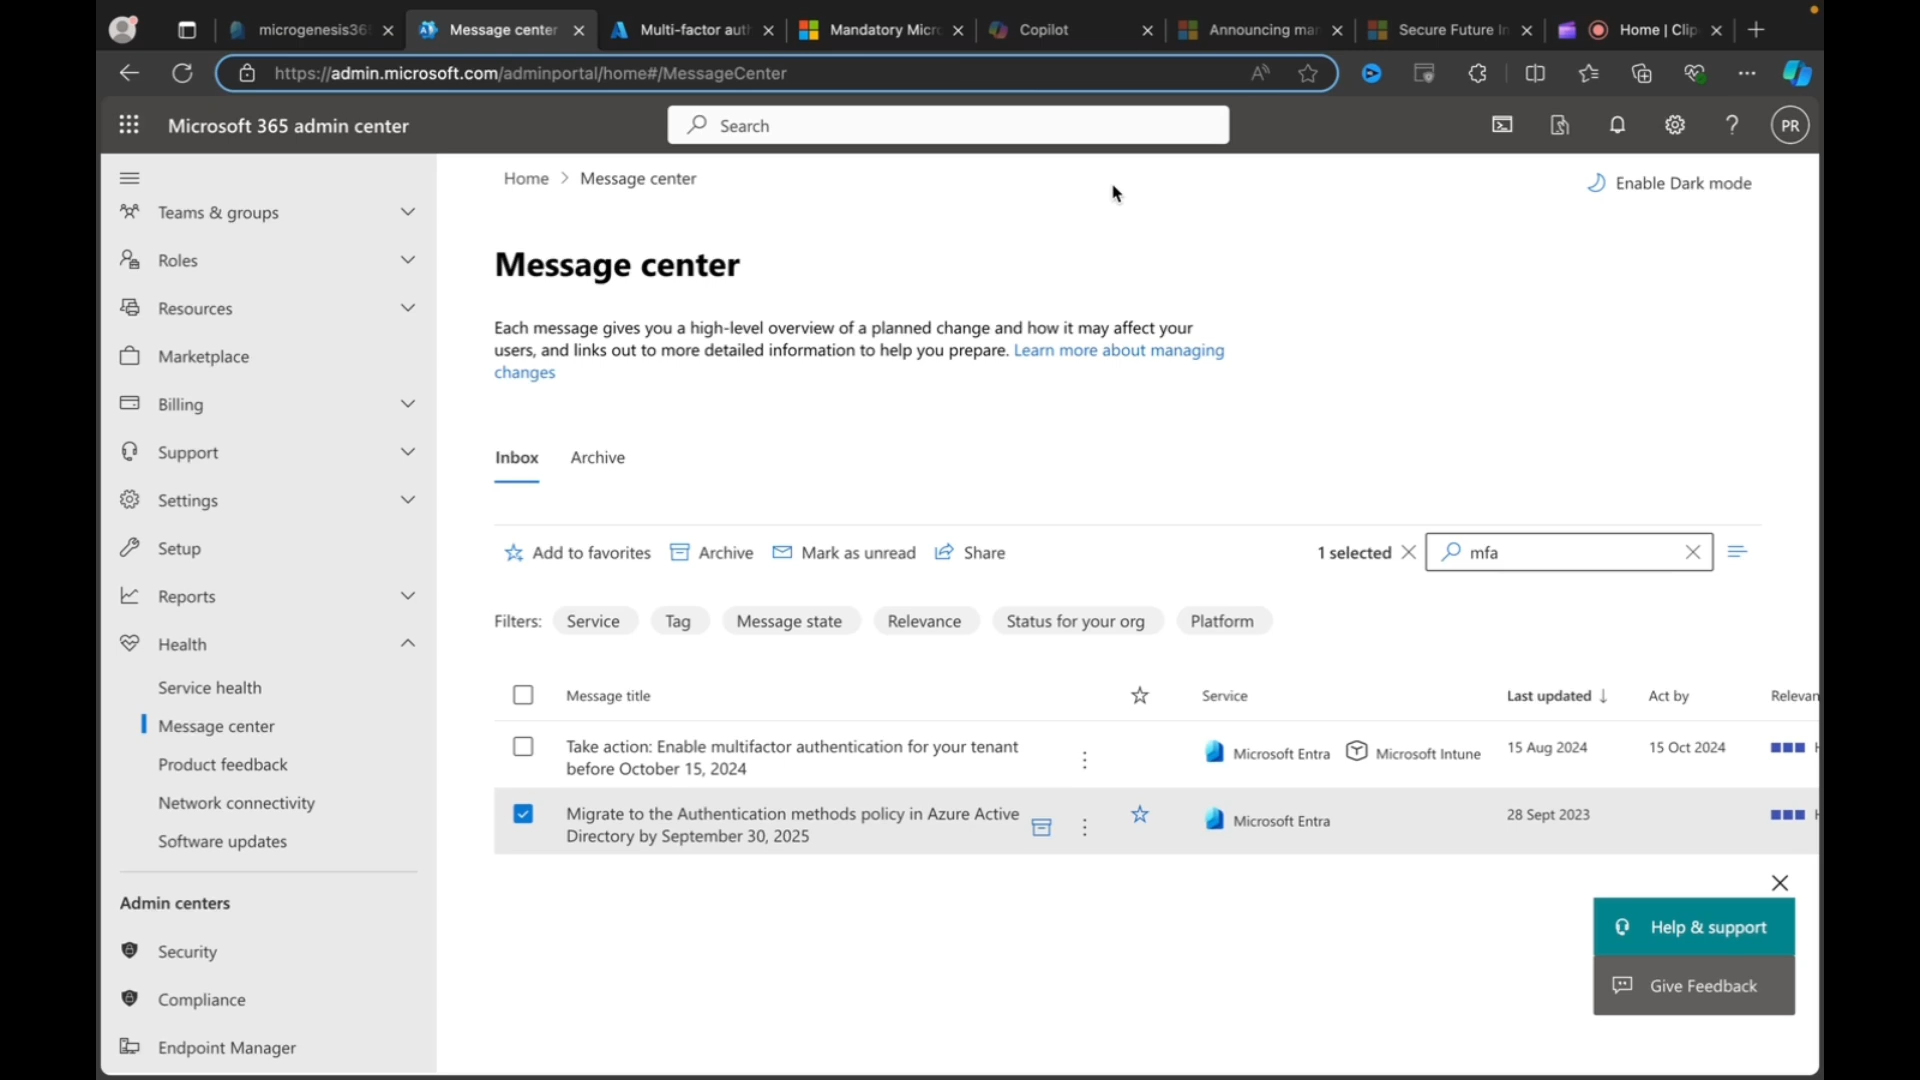 microgenesis365
Message center
Multi-factor auth
Mandatory Micro
Copilot
Announcing man
Secure Future In
Home | Clip
https://admin.microsoft.com/adminportal/home#/MessageCenter
Microsoft 365 admin center
Search
PR
Teams & groups
Roles
Resources
Marketplace
Billing
Support
Settings
Setup
Reports
Health
Service health
Message center
Product feedback
Network connectivity
Software updates
Admin centers
Security
Compliance
Endpoint Manager
Home > Message center
Enable Dark mode
Message center
Each message gives you a high-level overview of a planned change and how it may affect your
users, and links out to more detailed information to help you prepare. Learn more about managing
changes
Inbox Archive
Add to favorites Archive Mark as unread Share 1 selected mfa
Filters: Service Tag Message state Relevance Status for your org Platform
Message title Service Last updated ↓ Act by Relevan
Take action: Enable multifactor authentication for your tenant
before October 15, 2024
Microsoft Entra Microsoft Intune 15 Aug 2024 15 Oct 2024
Migrate to the Authentication methods policy in Azure Active
Directory by September 30, 2025
Microsoft Entra 28 Sept 2023
Help & support
Give Feedback